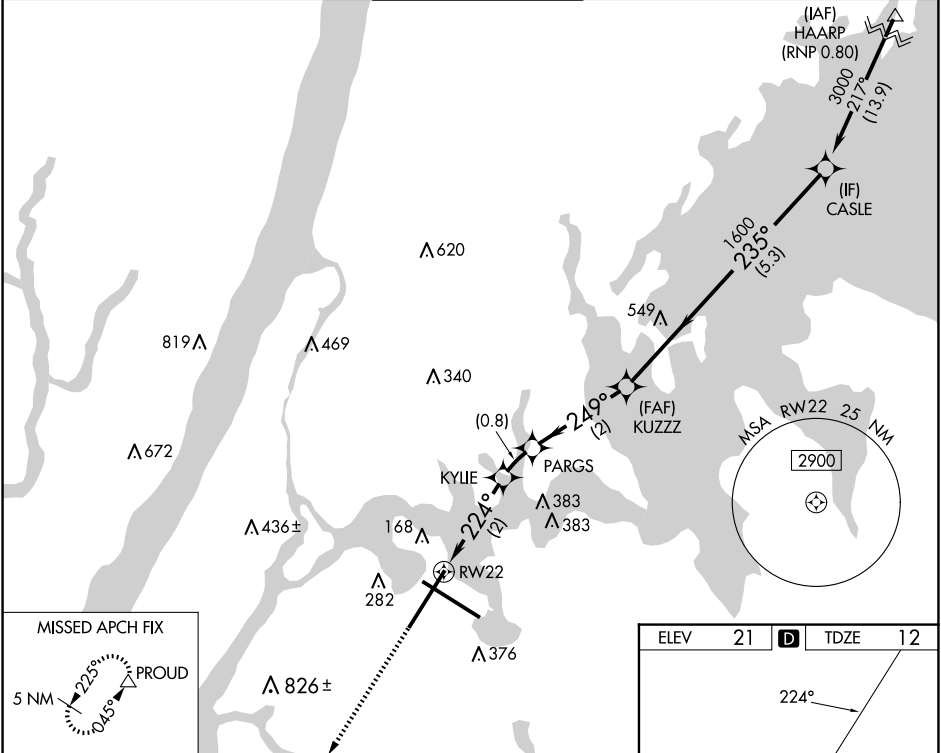 (IAF)
HAARP
(RNP 0.80)
3000
217°
(13.9)
(IF)
CASLE
1600
235°
(5.3)
620
549
819
469
340
(FAF)
KUZZZ
249°
(2)
(0.8)
MSA RW22 25 NM
2900
672
PARGS
KYLIE
383
383
436±
168
224°
(2)
RW22
282
376
826±
MISSED APCH FIX
PROUD
225°
5 NM
045°
ELEV 21 D TDZE 12
224°